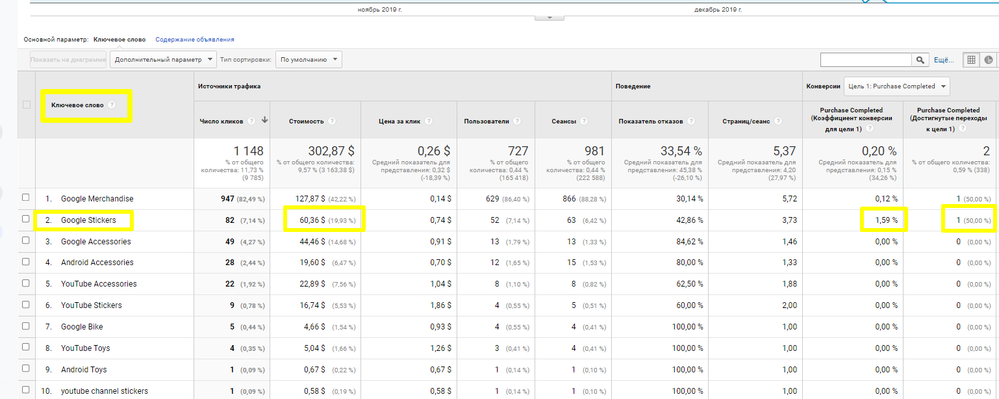 ноябрь 2019 г. декабрь 2019 г.
Основной параметр: Ключевое слово Содержание объявления
Показать на диаграмме Дополнительный параметр Тип сортировки: По умолчанию Ещё...
Ключевое слово ? Источники трафика Поведение Конверсии Цель 1: Purchase Completed
Число кликов ? Стоимость ? Цена за клик ? Пользователи ? Сеансы ? Показатель отказов ? Страниц/сеанс ? Purchase Completed (Коэффициент конверсии для цели 1) ? Purchase Completed (Достигнутые переходы к цели 1) ?
1 148 302,87 $ 0,26 $ 727 981 33,54 % 5,37 0,20 % 2
% от общего количества: 11,73 % (9 785) % от общего количества: 9,57 % (3 163,38 $) Средний показатель для представления: 0,32 $ (-18,39 %) % от общего количества: 0,44 % (165 418) % от общего количества: 0,44 % (222 588) Средний показатель для представления: 45,38 % (-26,10 %) Средний показатель для представления: 4,20 (27,97 %) Средний показатель для представления: 0,15 % (34,26 %) % от общего количества: 0,59 % (338)
1. Google Merchandise 947 (82,49 %) 127,87 $ (42,22 %) 0,14 $ 629 (86,40 %) 866 (88,28 %) 30,14 % 5,72 0,12 % 1 (50,00 %)
2. Google Stickers 82 (7,14 %) 60,36 $ (19,93 %) 0,74 $ 52 (7,14 %) 63 (6,42 %) 42,86 % 3,73 1,59 % 1 (50,00 %)
3. Google Accessories 49 (4,27 %) 44,46 $ (14,68 %) 0,91 $ 13 (1,79 %) 13 (1,33 %) 84,62 % 1,46 0,00 % 0 (0,00 %)
4. Android Accessories 28 (2,44 %) 19,60 $ (6,47 %) 0,70 $ 12 (1,65 %) 15 (1,53 %) 80,00 % 1,33 0,00 % 0 (0,00 %)
5. YouTube Accessories 22 (1,92 %) 22,89 $ (7,56 %) 1,04 $ 8 (1,10 %) 8 (0,82 %) 62,50 % 1,88 0,00 % 0 (0,00 %)
6. YouTube Stickers 9 (0,78 %) 16,74 $ (5,53 %) 1,86 $ 4 (0,55 %) 5 (0,51 %) 60,00 % 2,00 0,00 % 0 (0,00 %)
7. Google Bike 5 (0,44 %) 4,66 $ (1,54 %) 0,93 $ 4 (0,55 %) 4 (0,41 %) 100,00 % 1,00 0,00 % 0 (0,00 %)
8. YouTube Toys 4 (0,35 %) 5,04 $ (1,66 %) 1,26 $ 3 (0,41 %) 4 (0,41 %) 100,00 % 1,00 0,00 % 0 (0,00 %)
9. Android Toys 1 (0,09 %) 0,67 $ (0,22 %) 0,67 $ 1 (0,14 %) 1 (0,10 %) 100,00 % 1,00 0,00 % 0 (0,00 %)
10. youtube channel stickers 1 (0,09 %) 0,58 $ (0,19 %) 0,58 $ 1 (0,14 %) 1 (0,10 %) 100,00 % 1,00 0,00 % 0 (0,00 %)